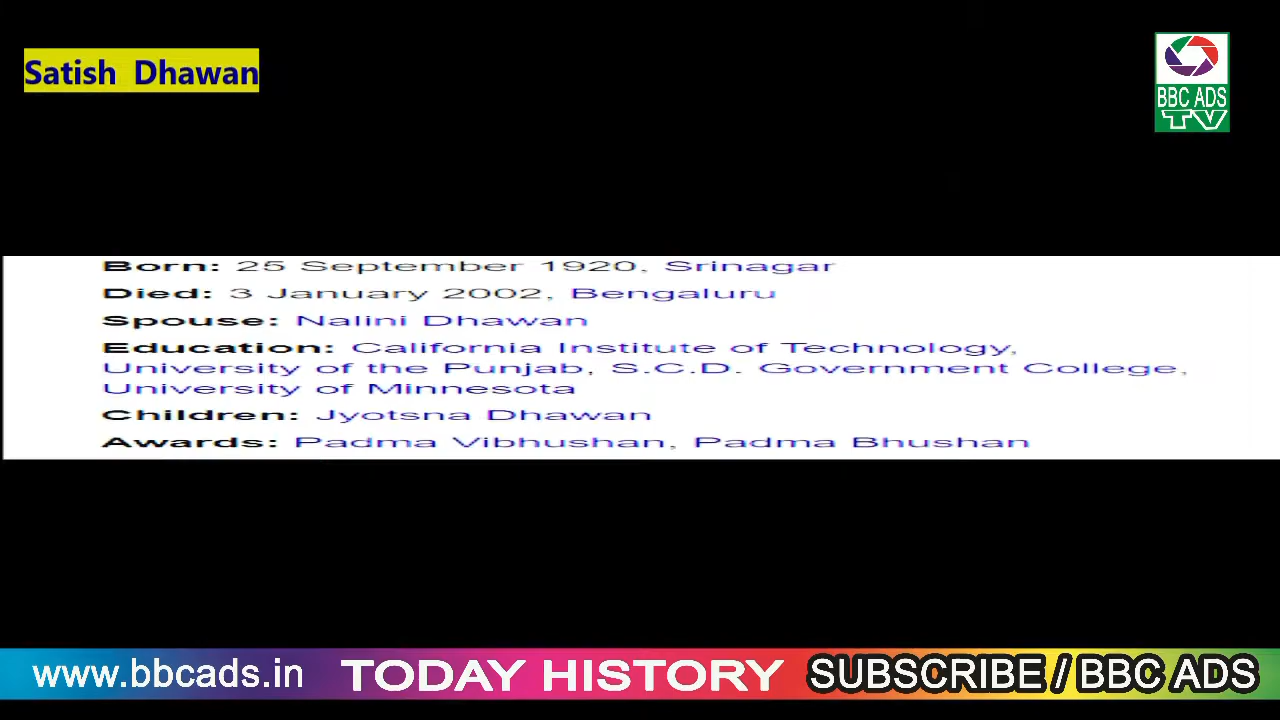 Satish Dhawan
BBC ADS
TV
Born: 25 September 1920, Srinagar
Died: 3 January 2002, Bengaluru
Spouse: Nalini Dhawan
Education: California Institute of Technology,
University of the Punjab, S.C.D. Government College,
University of Minnesota
Children: Jyotsna Dhawan
Awards: Padma Vibhushan, Padma Bhushan
www.bbcads.in TODAY HISTORY SUBSCRIBE / BBC ADS